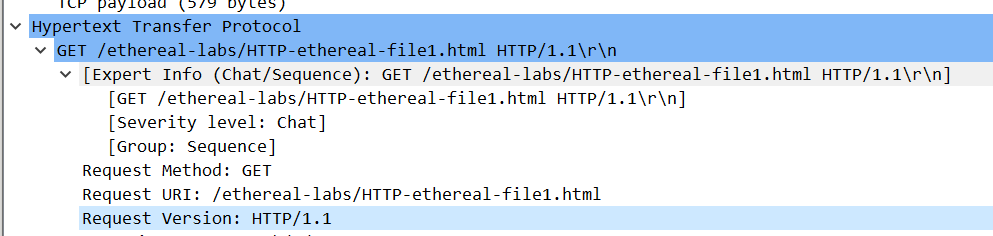 TCP payload (579 bytes)
Hypertext Transfer Protocol
GET /ethereal-labs/HTTP-ethereal-file1.html HTTP/1.1\r\n
[Expert Info (Chat/Sequence): GET /ethereal-labs/HTTP-ethereal-file1.html HTTP/1.1\r\n]
[GET /ethereal-labs/HTTP-ethereal-file1.html HTTP/1.1\r\n]
[Severity level: Chat]
[Group: Sequence]
Request Method: GET
Request URI: /ethereal-labs/HTTP-ethereal-file1.html
Request Version: HTTP/1.1